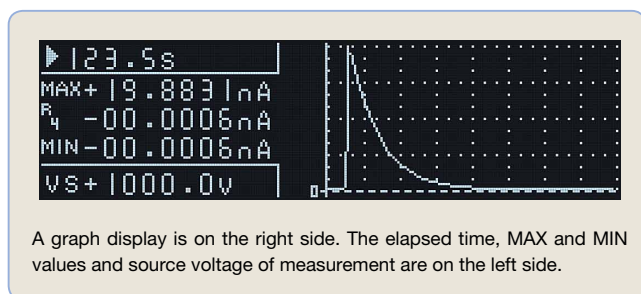 ▶123.5s
MAX+19.8831nA
R4 -00.0006nA
MIN-00.0006nA
VS+1000.0v
0
A graph display is on the right side. The elapsed time, MAX and MIN
values and source voltage of measurement are on the left side.